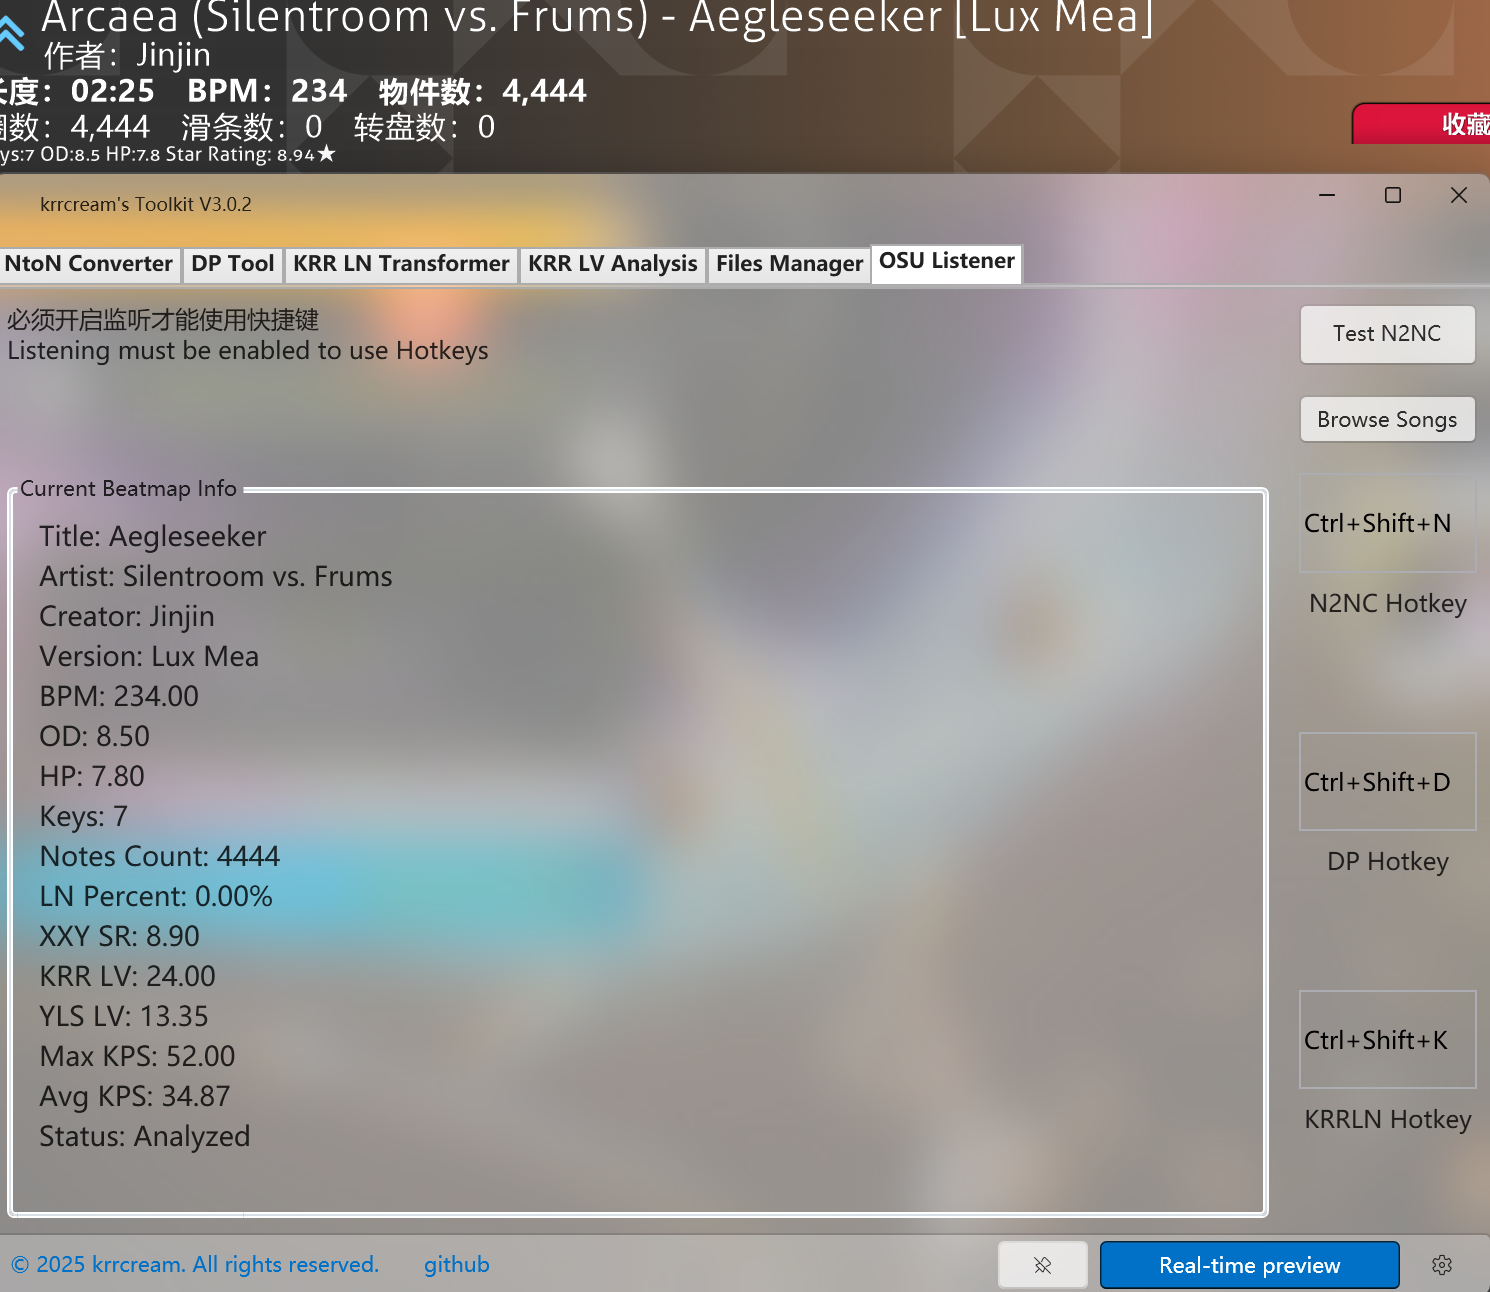 Arcaea (Silentroom vs. Frums) - Aegleseeker [Lux Mea]
作者：Jinjin
长度：02:25 BPM：234 物件数：4,444
圈数：4,444 滑条数：0 转盘数：0
ys:7 OD:8.5 HP:7.8 Star Rating: 8.94★
收藏
krrcream's Toolkit V3.0.2
NtoN Converter DP Tool KRR LN Transformer KRR LV Analysis Files Manager OSU Listener
必须开启监听才能使用快捷键
Listening must be enabled to use Hotkeys
Test N2NC
Browse Songs
Current Beatmap Info
Title: Aegleseeker
Artist: Silentroom vs. Frums
Creator: Jinjin
Version: Lux Mea
BPM: 234.00
OD: 8.50
HP: 7.80
Keys: 7
Notes Count: 4444
LN Percent: 0.00%
XXY SR: 8.90
KRR LV: 24.00
YLS LV: 13.35
Max KPS: 52.00
Avg KPS: 34.87
Status: Analyzed
Ctrl+Shift+N
N2NC Hotkey
Ctrl+Shift+D
DP Hotkey
Ctrl+Shift+K
KRRLN Hotkey
© 2025 krrcream. All rights reserved. github
Real-time preview